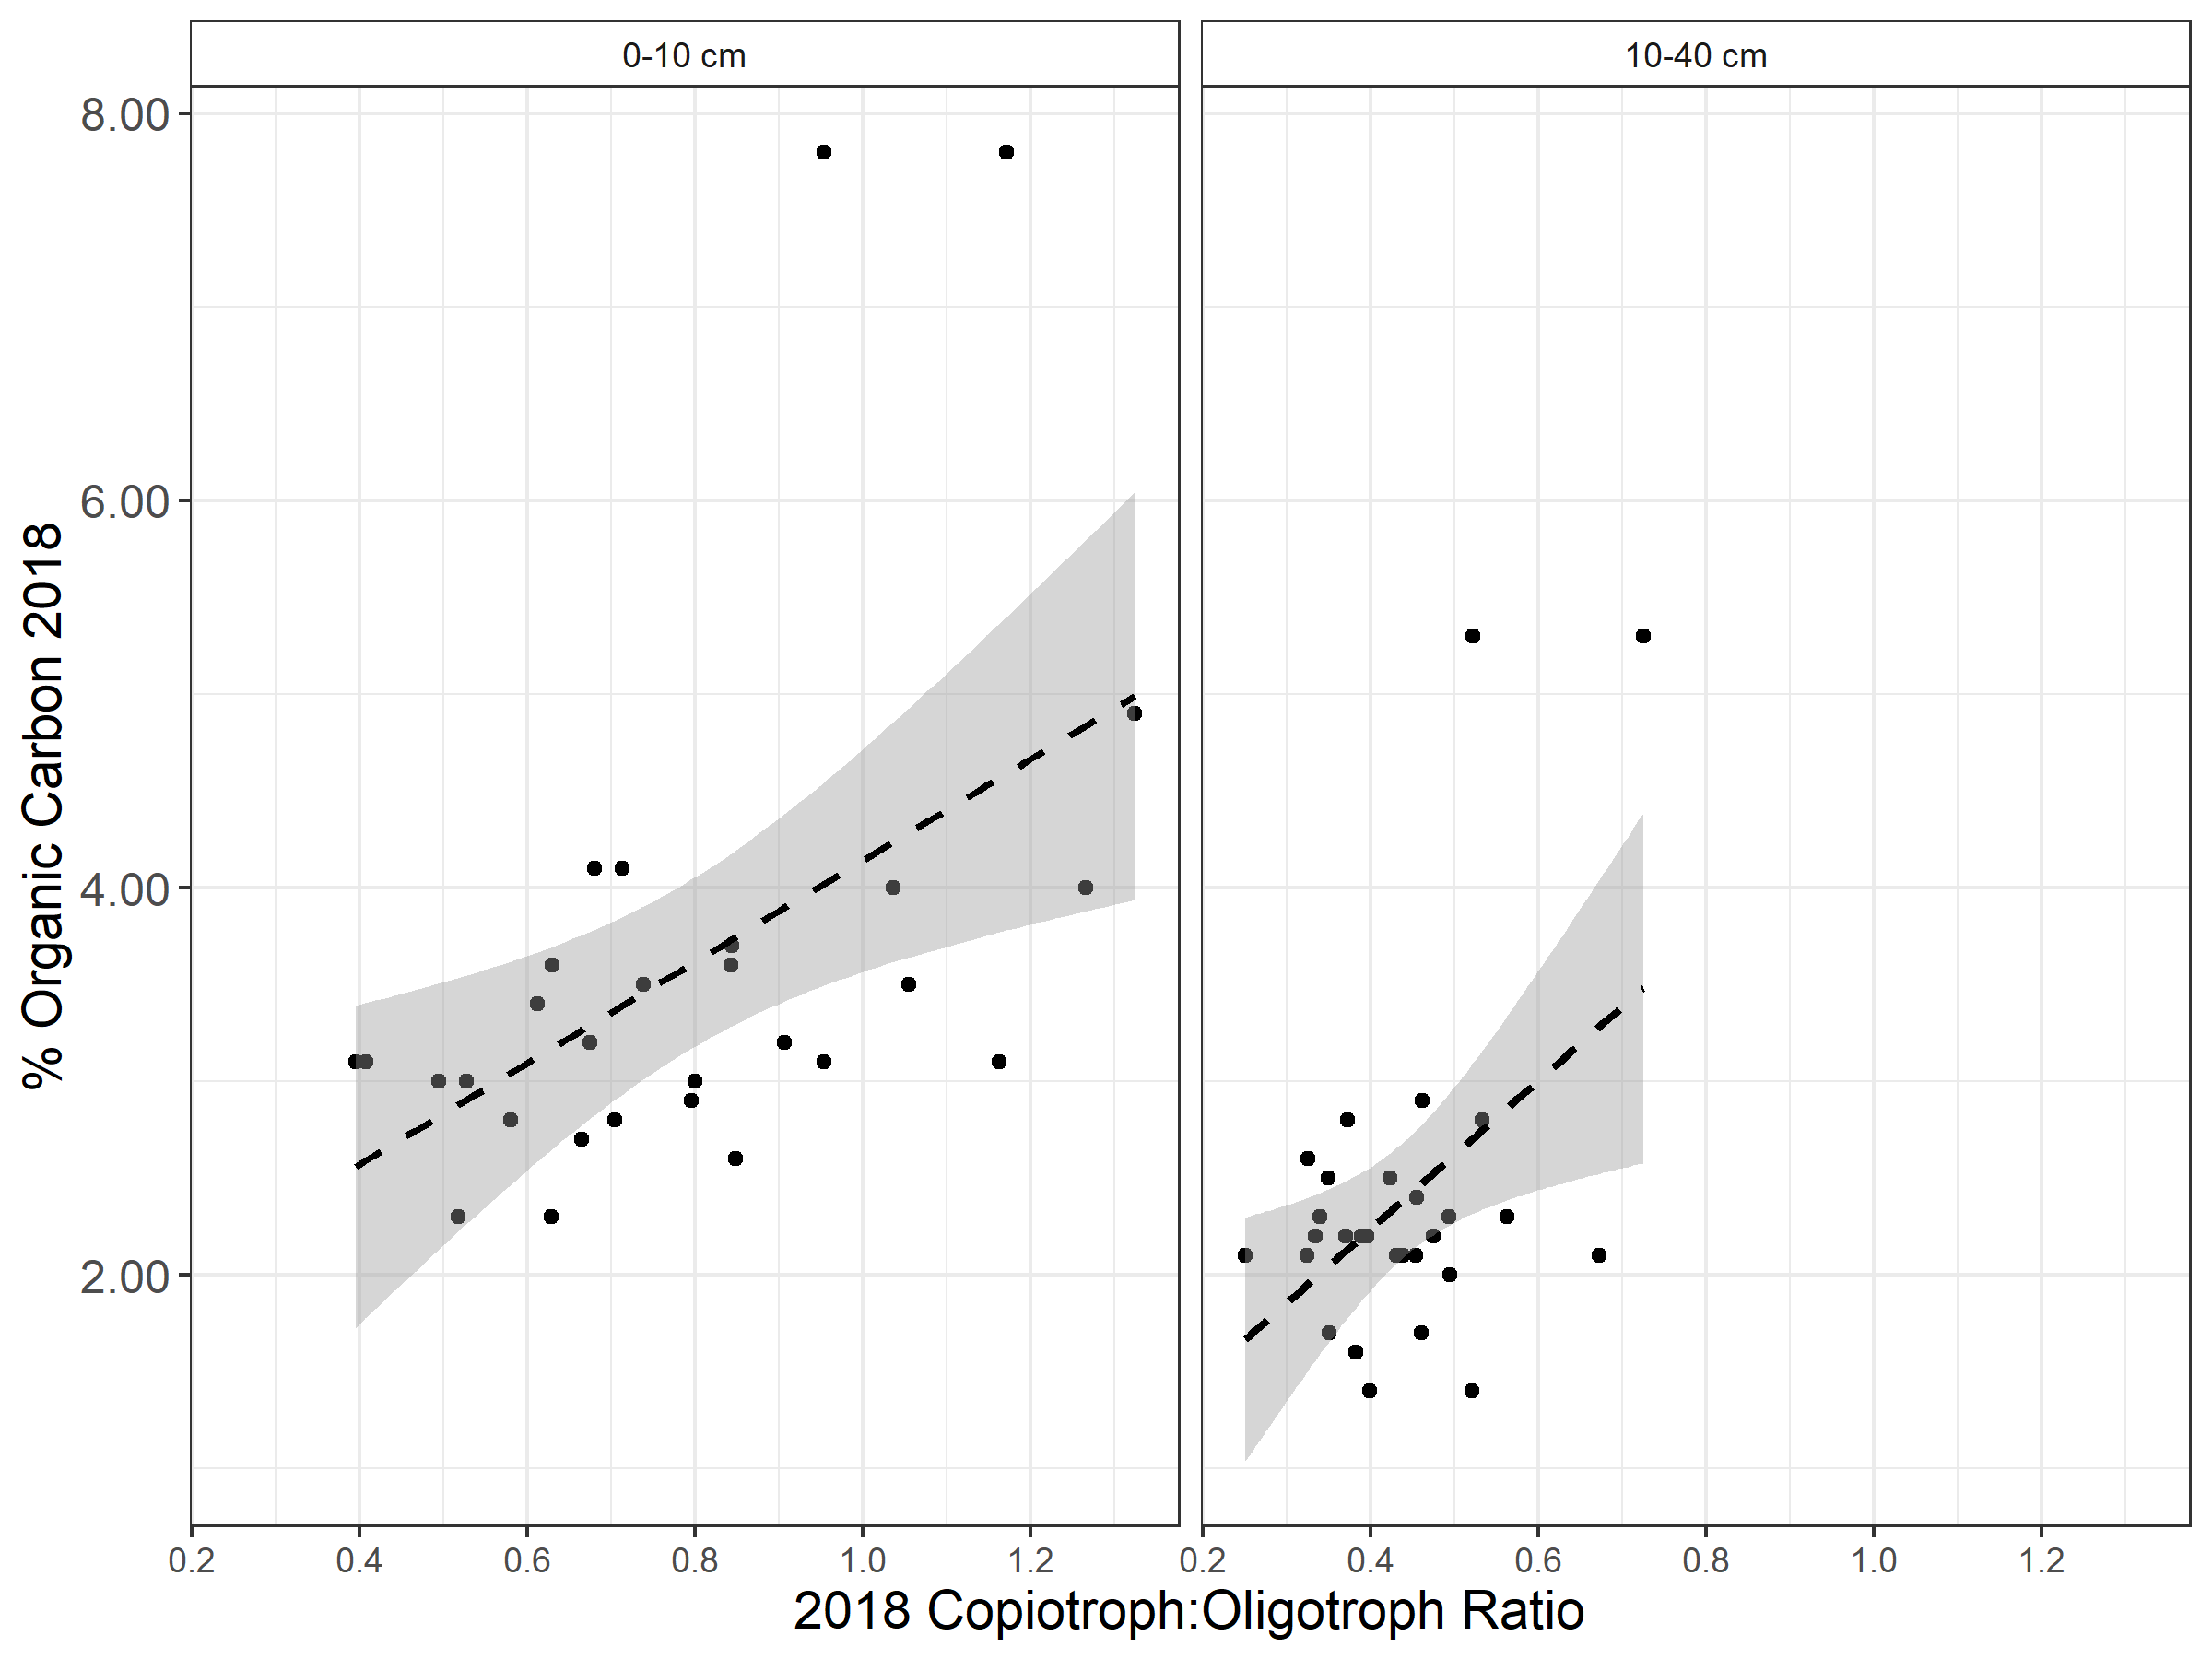 0-10 cm
10-40 cm
% Organic Carbon 2018
8.00
6.00
4.00
2.00
0.2 0.4 0.6 0.8 1.0 1.2
0.2 0.4 0.6 0.8 1.0 1.2
2018 Copiotroph:Oligotroph Ratio